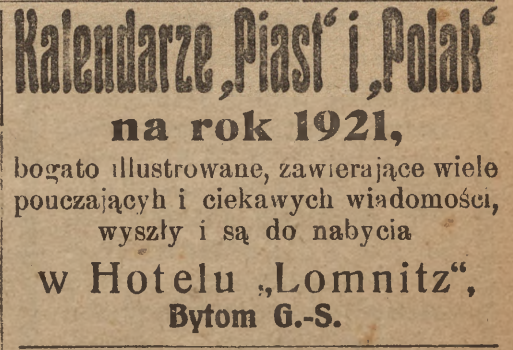 Kalendarze „Piast“ i „Polak“
na rok 1921,
bogato illustrowane, zawierające wiele
pouczającyh i ciekawych wiadomości,
wyszły i są do nabycia
w Hotelu „Lomnitz“,
Bytom G.-S.